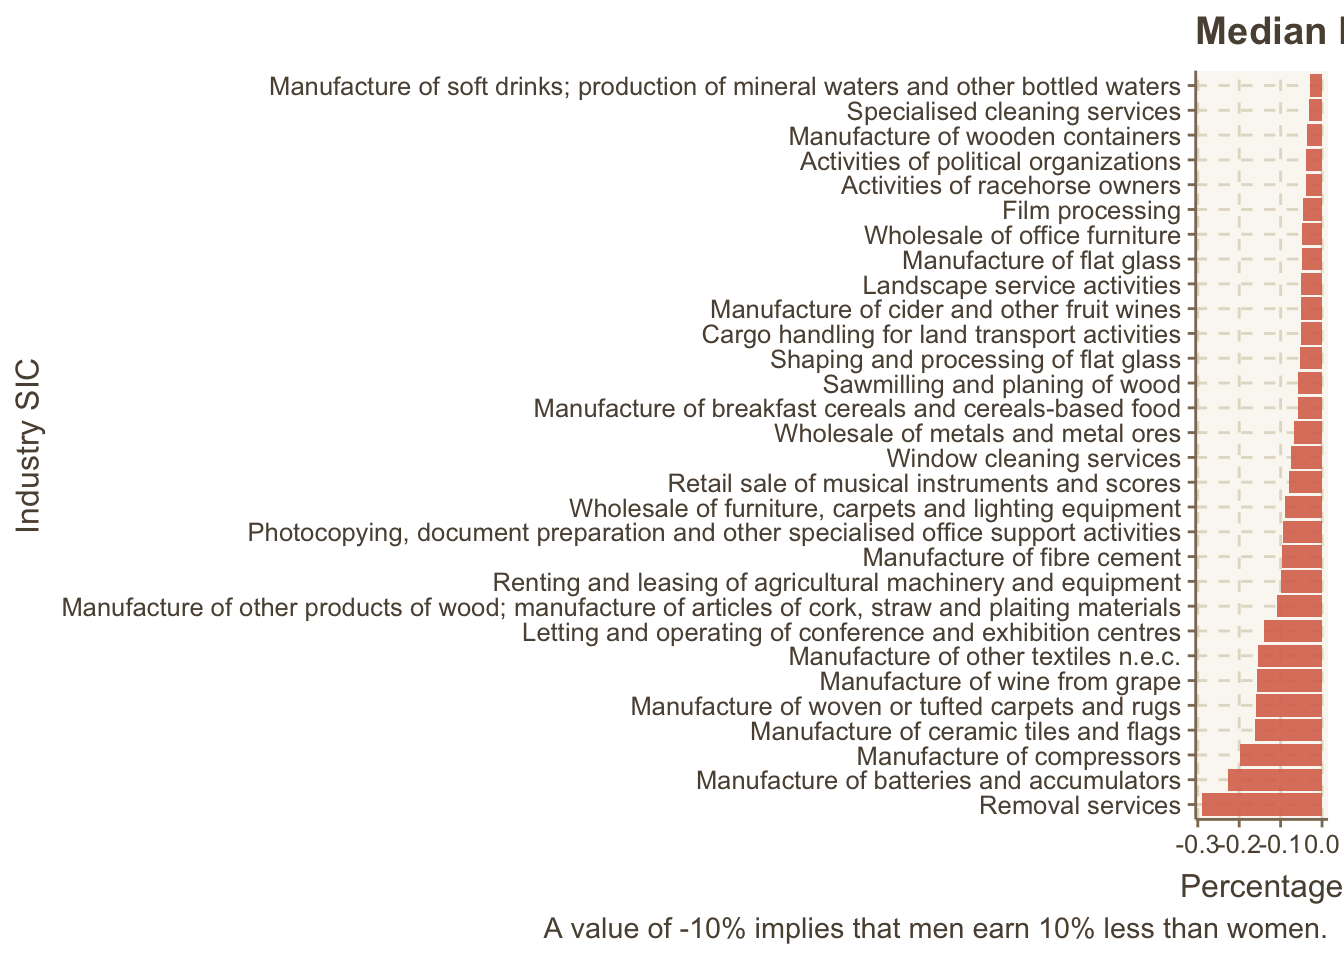 Median
Manufacture of soft drinks; production of mineral waters and other bottled waters
Specialised cleaning services
Manufacture of wooden containers
Activities of political organizations
Activities of racehorse owners
Film processing
Wholesale of office furniture
Manufacture of flat glass
Landscape service activities
Manufacture of cider and other fruit wines
Cargo handling for land transport activities
Shaping and processing of flat glass
Sawmilling and planing of wood
Manufacture of breakfast cereals and cereals-based food
Wholesale of metals and metal ores
Window cleaning services
Retail sale of musical instruments and scores
Wholesale of furniture, carpets and lighting equipment
Photocopying, document preparation and other specialised office support activities
Manufacture of fibre cement
Renting and leasing of agricultural machinery and equipment
Manufacture of other products of wood; manufacture of articles of cork, straw and plaiting materials
Letting and operating of conference and exhibition centres
Manufacture of other textiles n.e.c.
Manufacture of wine from grape
Manufacture of woven or tufted carpets and rugs
Manufacture of ceramic tiles and flags
Manufacture of compressors
Manufacture of batteries and accumulators
Removal services
Industry SIC
-0.3 -0.2 -0.1 0.0
Percentage
A value of -10% implies that men earn 10% less than women.